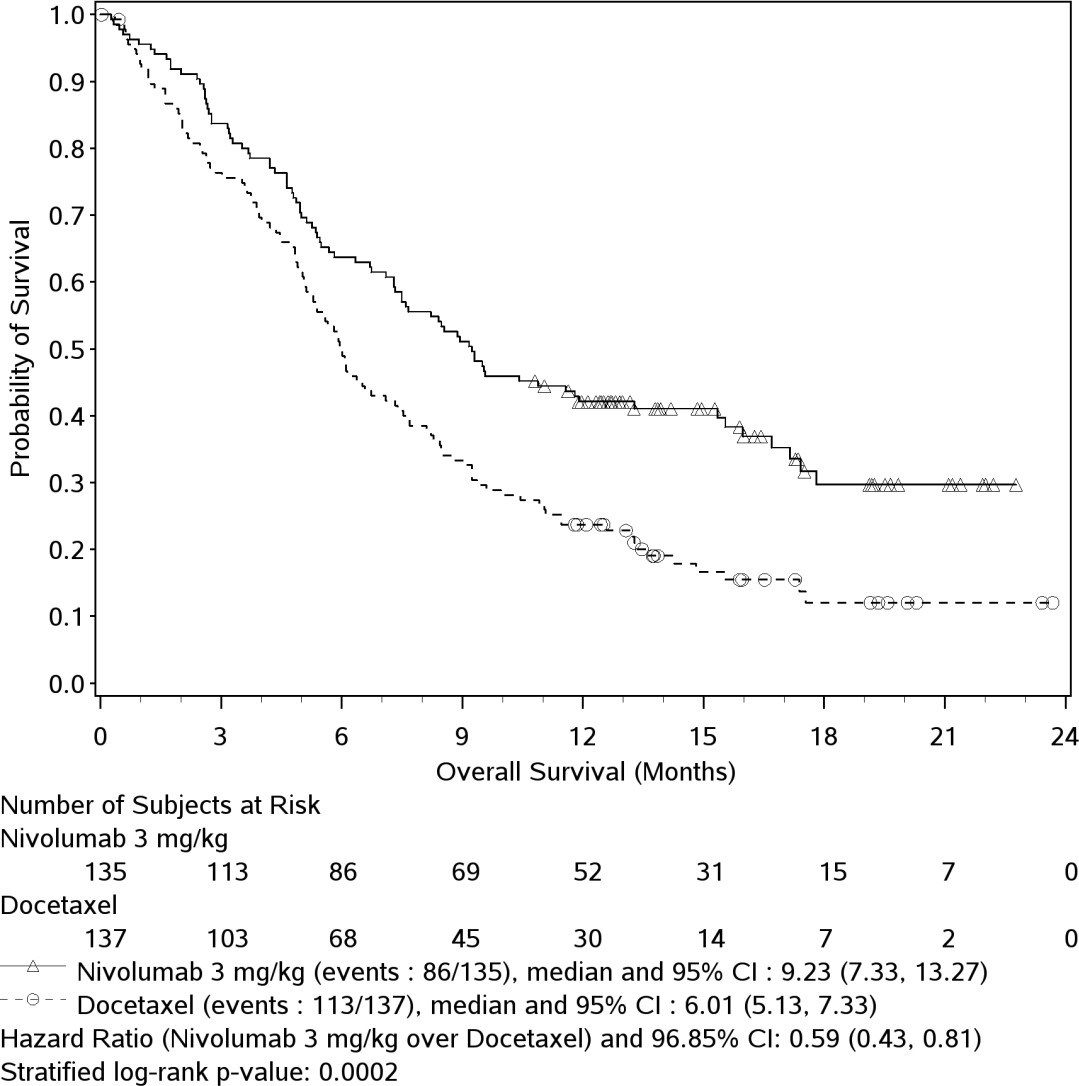 1.0
0.9
0.8
0.7
0.6
0.5
0.4
0.3
0.2
0.1
0.0
Probability of Survival
0 3 6 9 12 15 18 21 24
Overall Survival (Months)
Number of Subjects at Risk
Nivolumab 3 mg/kg
135 113 86 69 52 31 15 7 0
Docetaxel
137 103 68 45 30 14 7 2 0
Nivolumab 3 mg/kg (events : 86/135), median and 95% CI : 9.23 (7.33, 13.27)
Docetaxel (events : 113/137), median and 95% CI : 6.01 (5.13, 7.33)
Hazard Ratio (Nivolumab 3 mg/kg over Docetaxel) and 96.85% CI: 0.59 (0.43, 0.81)
Stratified log-rank p-value: 0.0002